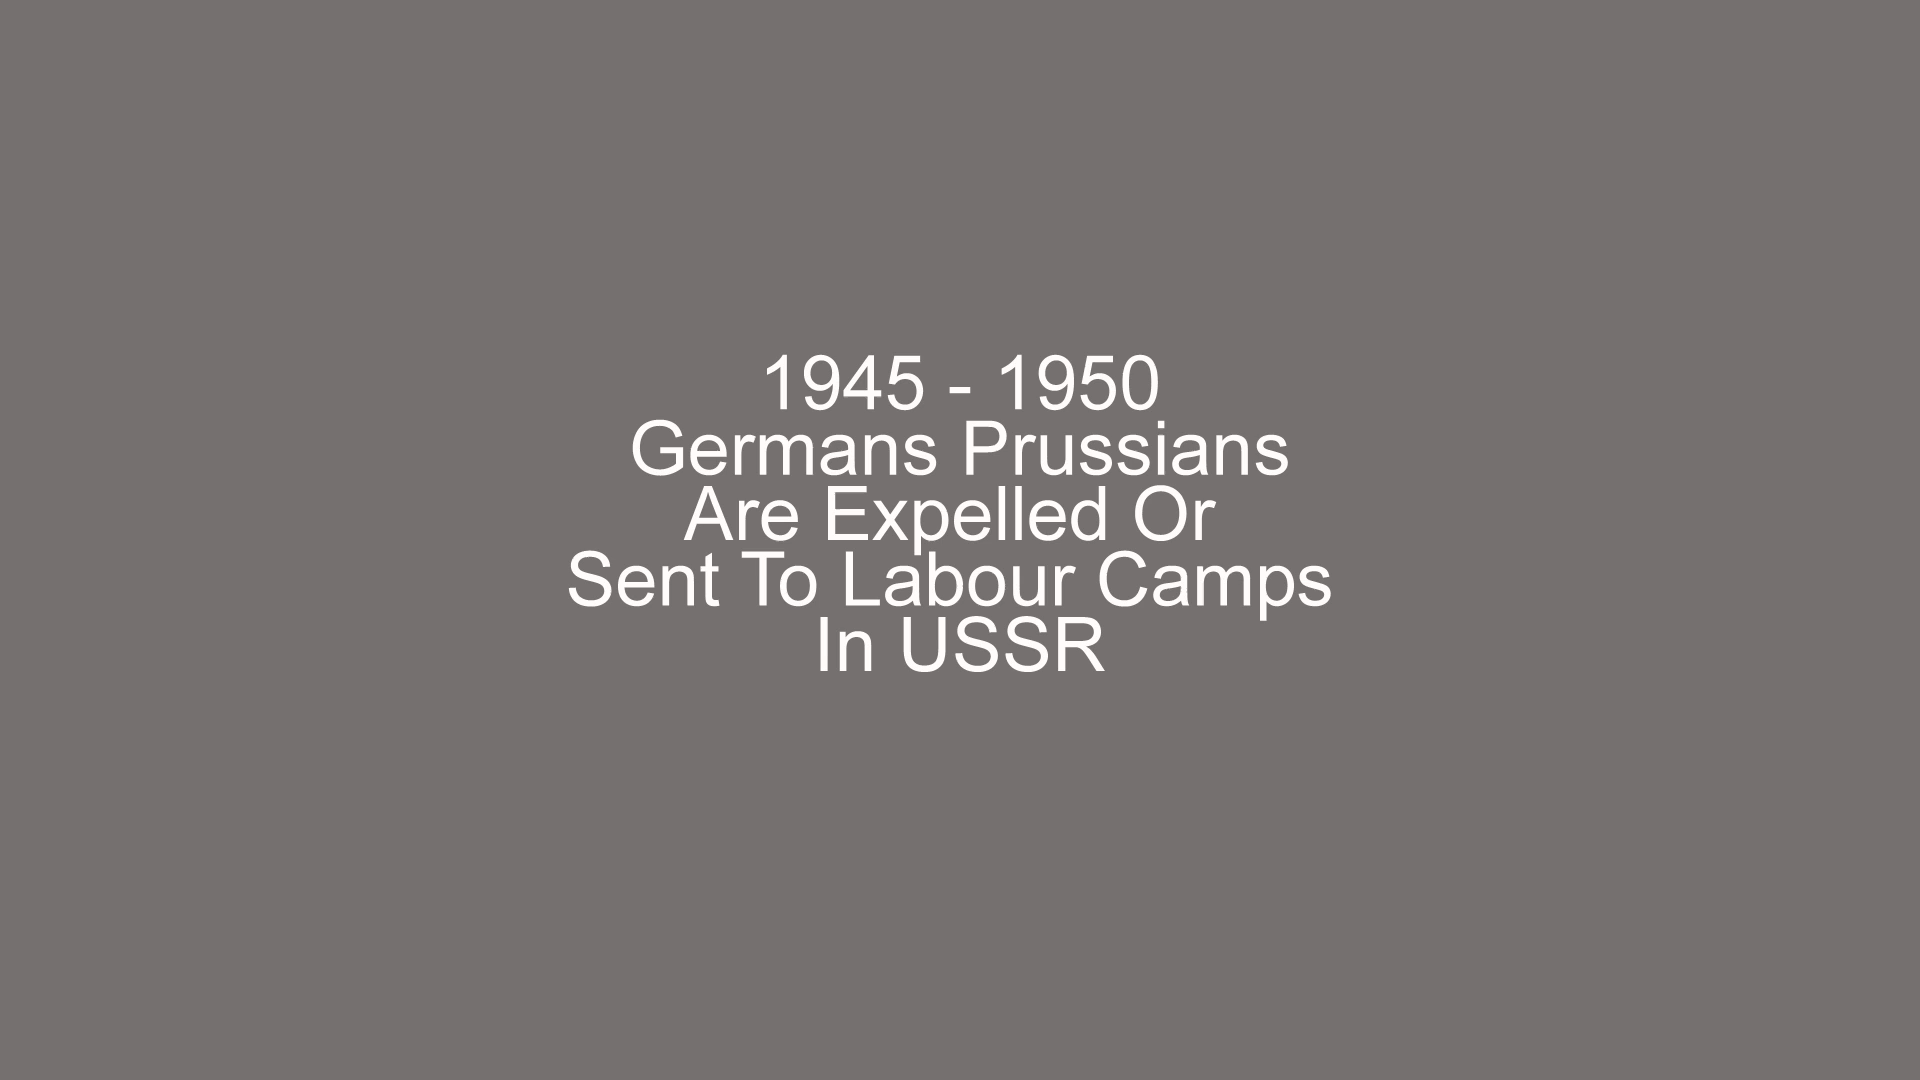 1945 - 1950
Germans Prussians
Are Expelled Or
Sent To Labour Camps
In USSR